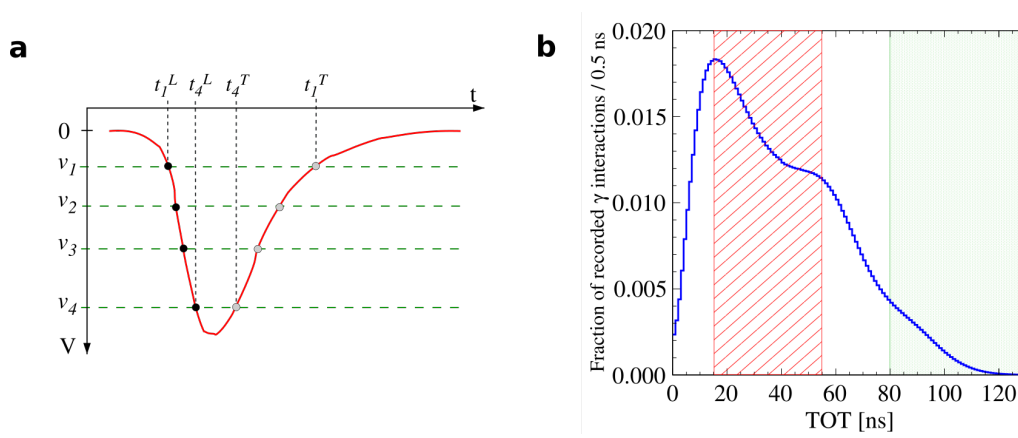 a
t₁ᴸ t₄ᴸ t₄ᵀ t₁ᵀ
t
0
v₁
v₂
v₃
v₄
V
b
Fraction of recorded γ interactions / 0.5 ns
0.020
0.015
0.010
0.005
0.000
0 20 40 60 80 100 120
TOT [ns]